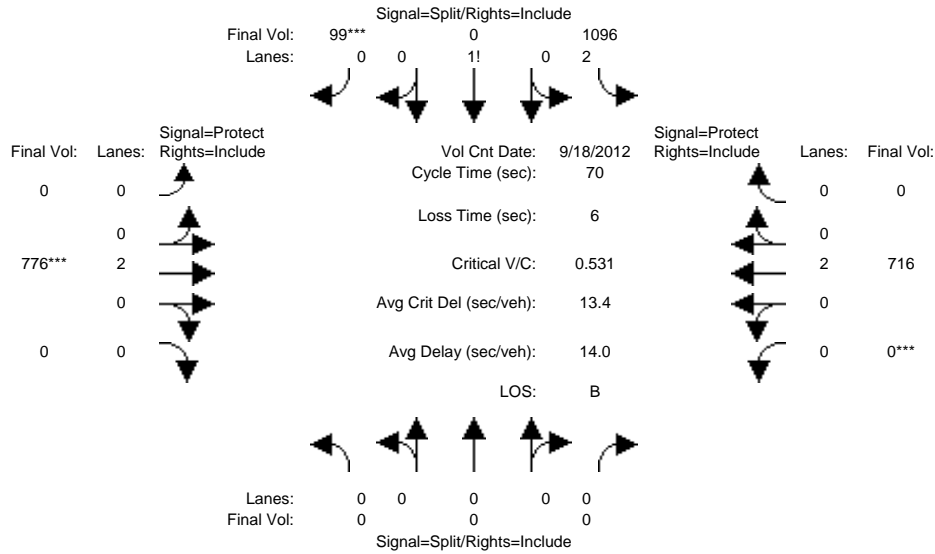 Signal=Split/Rights=Include
Final Vol: 99*** 0 1096
Lanes: 0 0 1! 0 2
Signal=Protect Signal=Protect
Final Vol: Lanes: Rights=Include Vol Cnt Date: 9/18/2012 Rights=Include Lanes: Final Vol:
Cycle Time (sec): 70
0 0 0 0
Loss Time (sec): 6
0 0
776*** 2 Critical V/C: 0.531 2 716
0 Avg Crit Del (sec/veh): 13.4 0
0 0 Avg Delay (sec/veh): 14.0 0 0***
LOS: B
Lanes: 0 0 0 0 0
Final Vol: 0 0 0
Signal=Split/Rights=Include